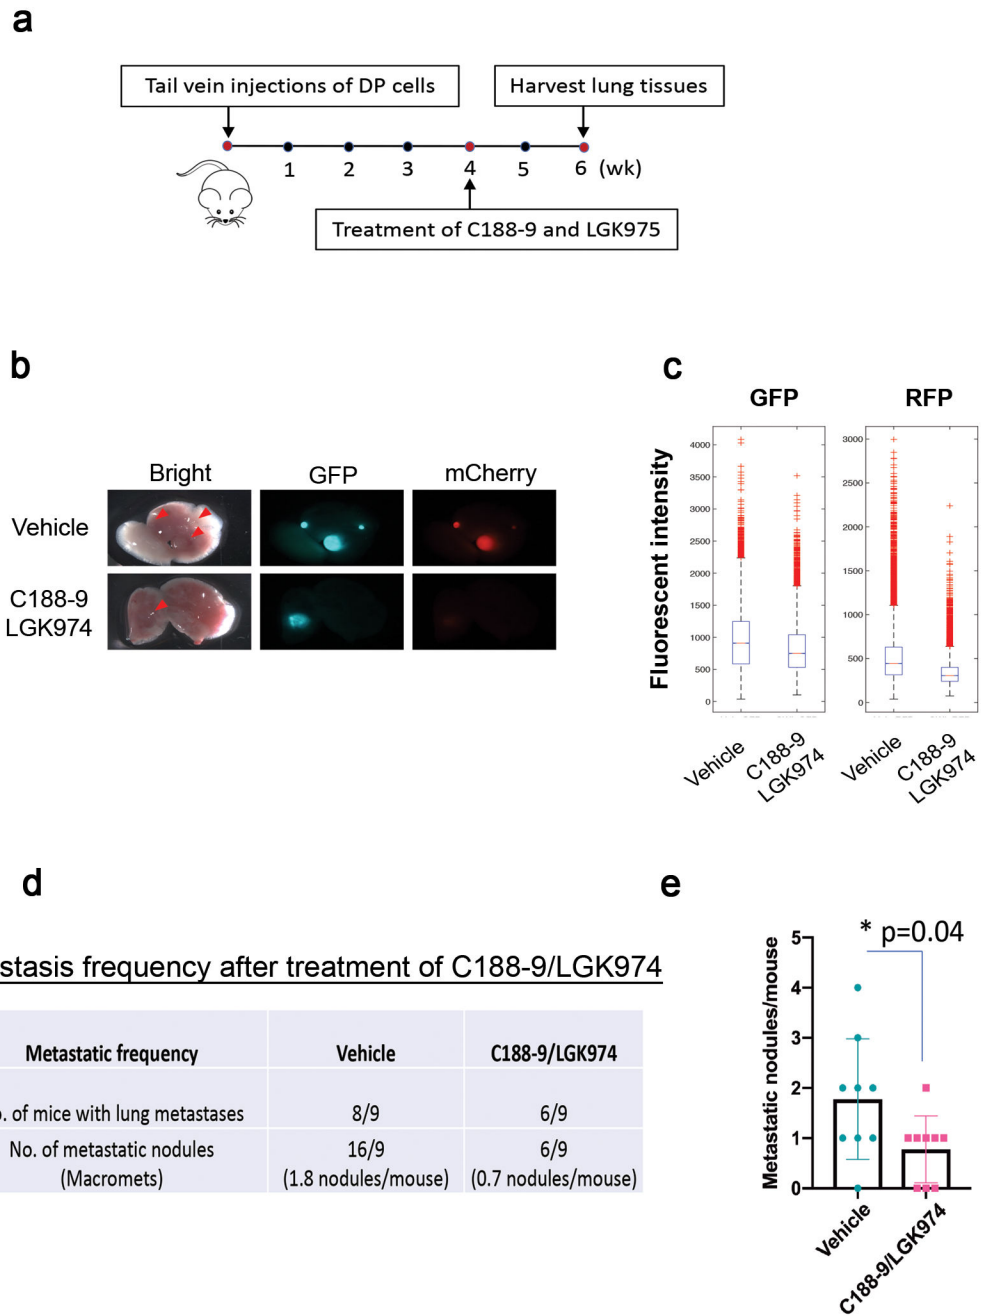 a
Tail vein injections of DP cells
Harvest lung tissues
1 2 3 4 5 6 (wk)
Treatment of C188-9 and LGK975
b
Bright GFP mCherry
Vehicle
C188-9
LGK974
c
GFP RFP
Fluorescent intensity
4000
3500
3000
2500
2000
1500
1000
500
0
3000
2500
2000
1500
1000
500
0
Vehicle
C188-9
LGK974
Vehicle
C188-9
LGK974
d
stasis frequency after treatment of C188-9/LGK974
Metastatic frequency Vehicle C188-9/LGK974
o. of mice with lung metastases 8/9 6/9
No. of metastatic nodules 16/9 6/9
(Macromets) (1.8 nodules/mouse) (0.7 nodules/mouse)
e
* p=0.04
Metastatic nodules/mouse
5
4
3
2
1
0
Vehicle
C188-9/LGK974